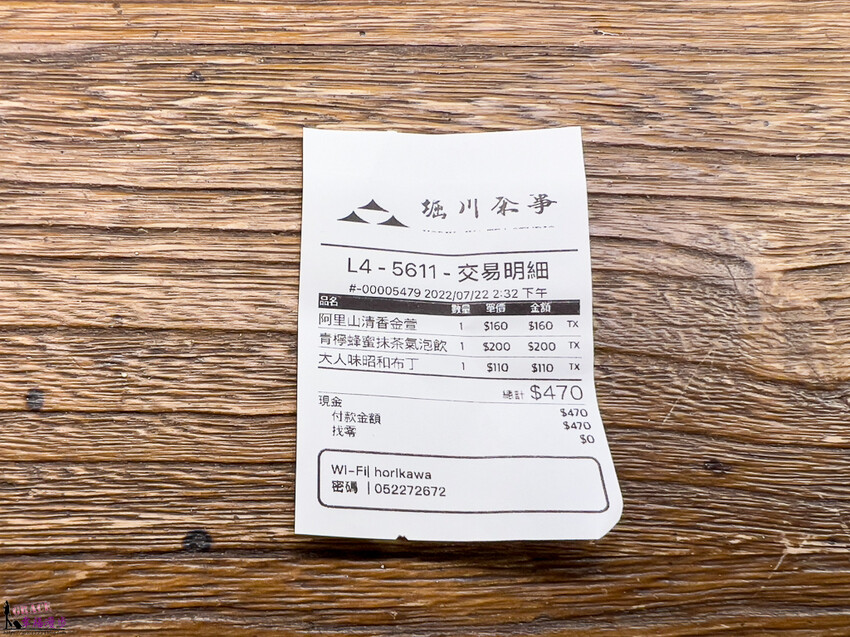 堀川茶事
L4 - 5611 - 交易明細
#-00005479 2022/07/22 2:32 下午
品名 數量 單價 金額
阿里山清香金萱 1 $160 $160 TX
青檸蜂蜜抹茶氣泡飲 1 $200 $200 TX
大人味昭和布丁 1 $110 $110 TX
總計 $470
現金 $470
付款金額 $470
找零 $0
Wi-Fi| horikawa
密碼 | 052272672